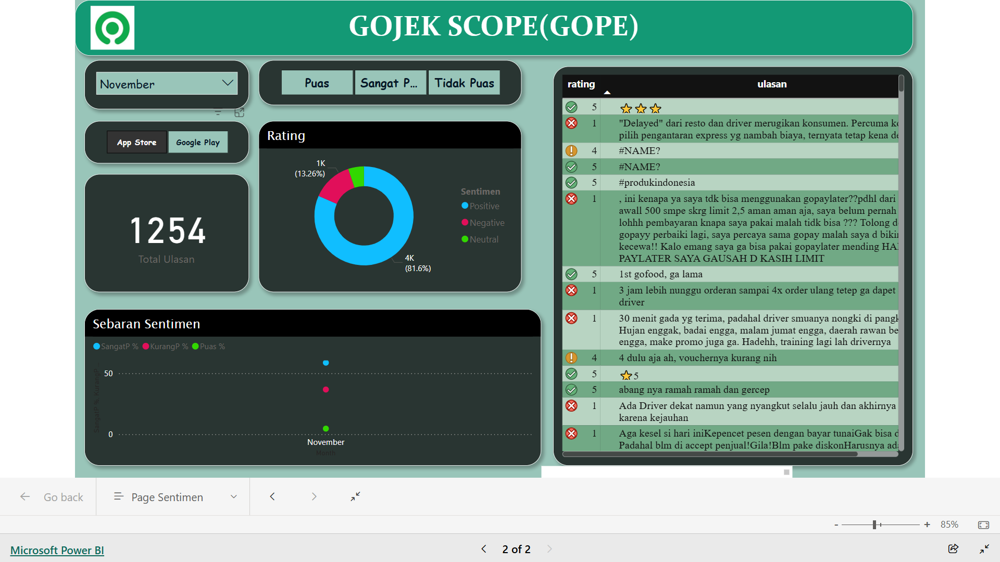 GOJEK SCOPE(GOPE)
November
Puas
Sangat P...
Tidak Puas
App Store
Google Play
1254
Total Ulasan
Rating
1K
(13.26%)
4K
(81.6%)
Sentimen
Positive
Negative
Neutral
Sebaran Sentimen
SangatP %
KurangP %
Puas %
SangatP % KurangP...
50
0
November
Month
rating ulasan
5
1 "Delayed" dari resto dan driver merugikan konsumen. Percuma
pilih pengantaran express yg nambah biaya, ternyata tetap kena
4 #NAME?
5 #NAME?
5 #produkindonesia
1 , ini kenapa ya saya tdk bisa menggunakan gopaylater??pdhl dari
awall 500 smpe skrg limit 2,5 aman aman aja, saya belum pernah
lohhh pembayaran knapa saya pakai malah tidk bisa ??? Tolong
gopayy perbaiki lagi, saya percaya sama gopay malah saya d
kecewa!! Kalo emang saya ga bisa pakai gopaylater mending
PAYLATER SAYA GAUSAH D KASIH LIMIT
5 1st gofood, ga lama
1 3 jam lebih nunggu orderan sampai 4x order ulang tetep ga dapet
driver
1 30 menit gada yg terima, padahal driver smuanya nongki di
Hujan enggak, badai engga, malam jumat engga, daerah rawan
engga, make promo juga ga. Hadehh, training lagi lah drivernya
4 4 dulu aja ah, vouchernya kurang nih
5 5
5 abang nya ramah ramah dan gercep
1 Ada Driver dekat namun yang nyangkut selalu jauh dan akhirnya
karena kejauhan
1 Aga kesel si hari iniKepencet pesen dengan bayar tunaiGak bisa
Padahal blm di accept penjual!Gila!Blm pake diskonHarusnya
Go back
Page Sentimen
- + 85%
Microsoft Power BI
2 of 2